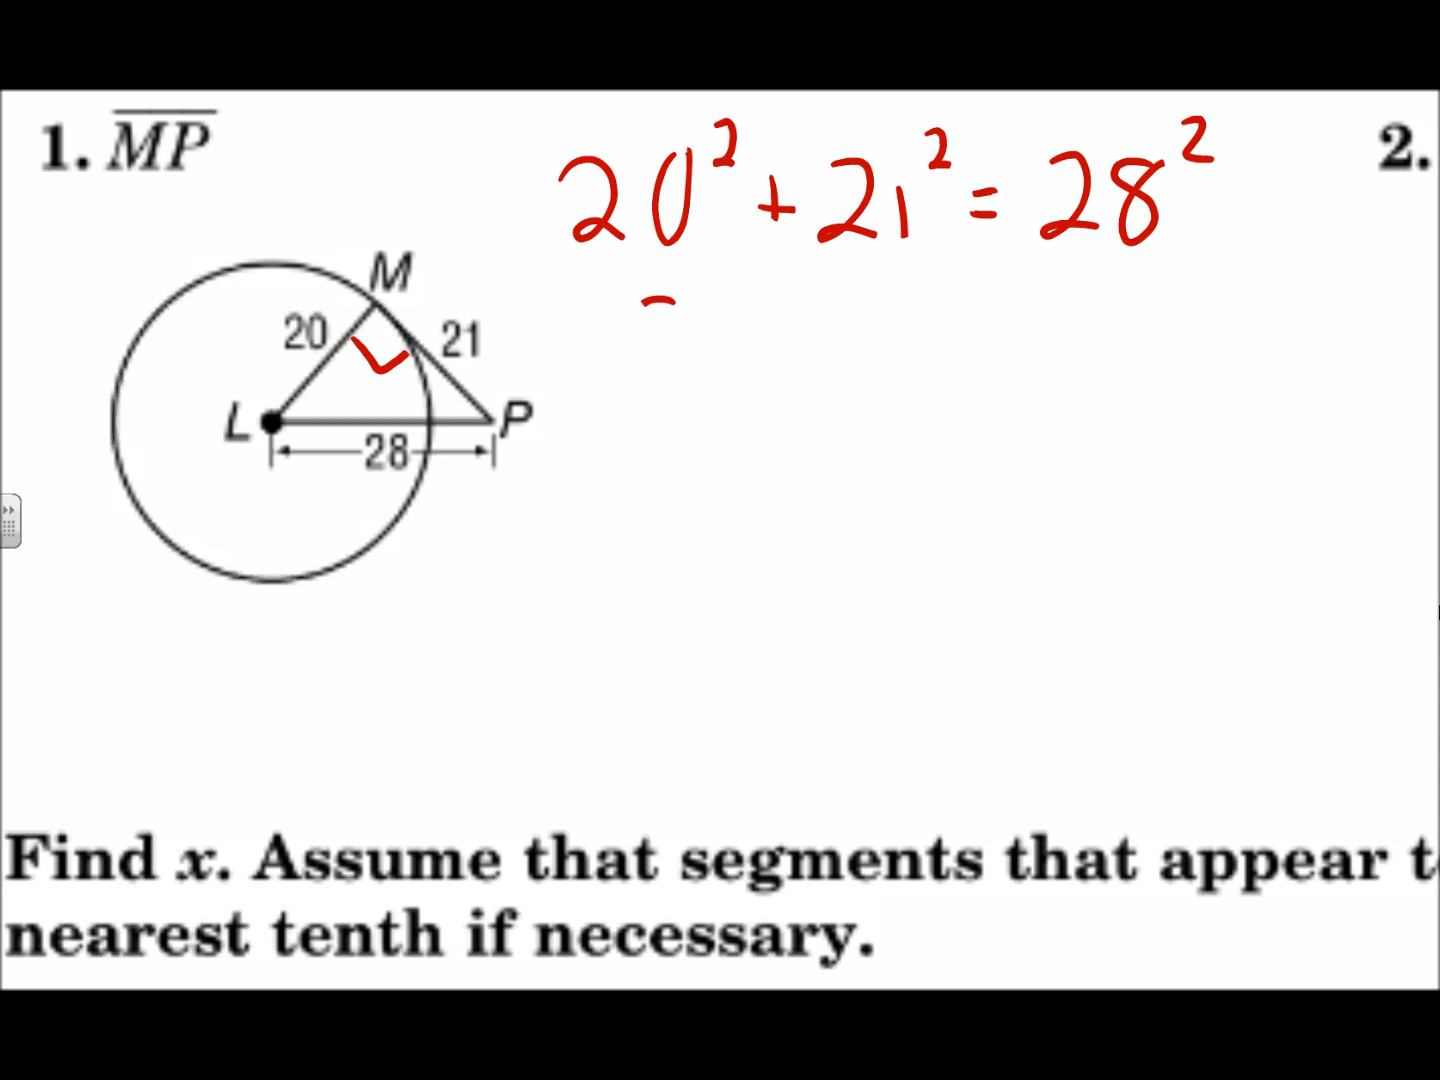 1. MP
20² + 21² = 28²
2.
M
20
21
L
P
28
Find x. Assume that segments that appear t
nearest tenth if necessary.